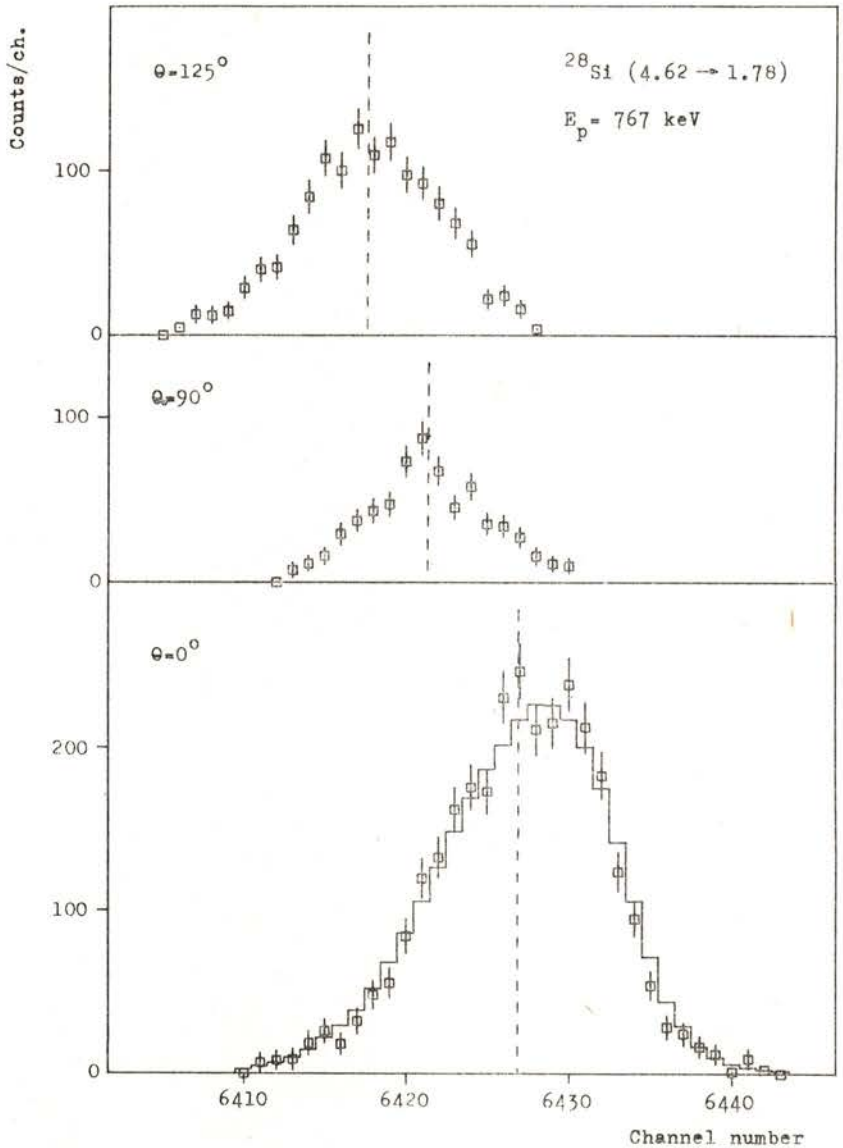 Counts/ch.
θ=125°
²⁸Si (4.62 → 1.78)
E_p= 767 keV
100
0
θ=90°
100
0
θ=0°
200
100
0
6410 6420 6430 6440
Channel number